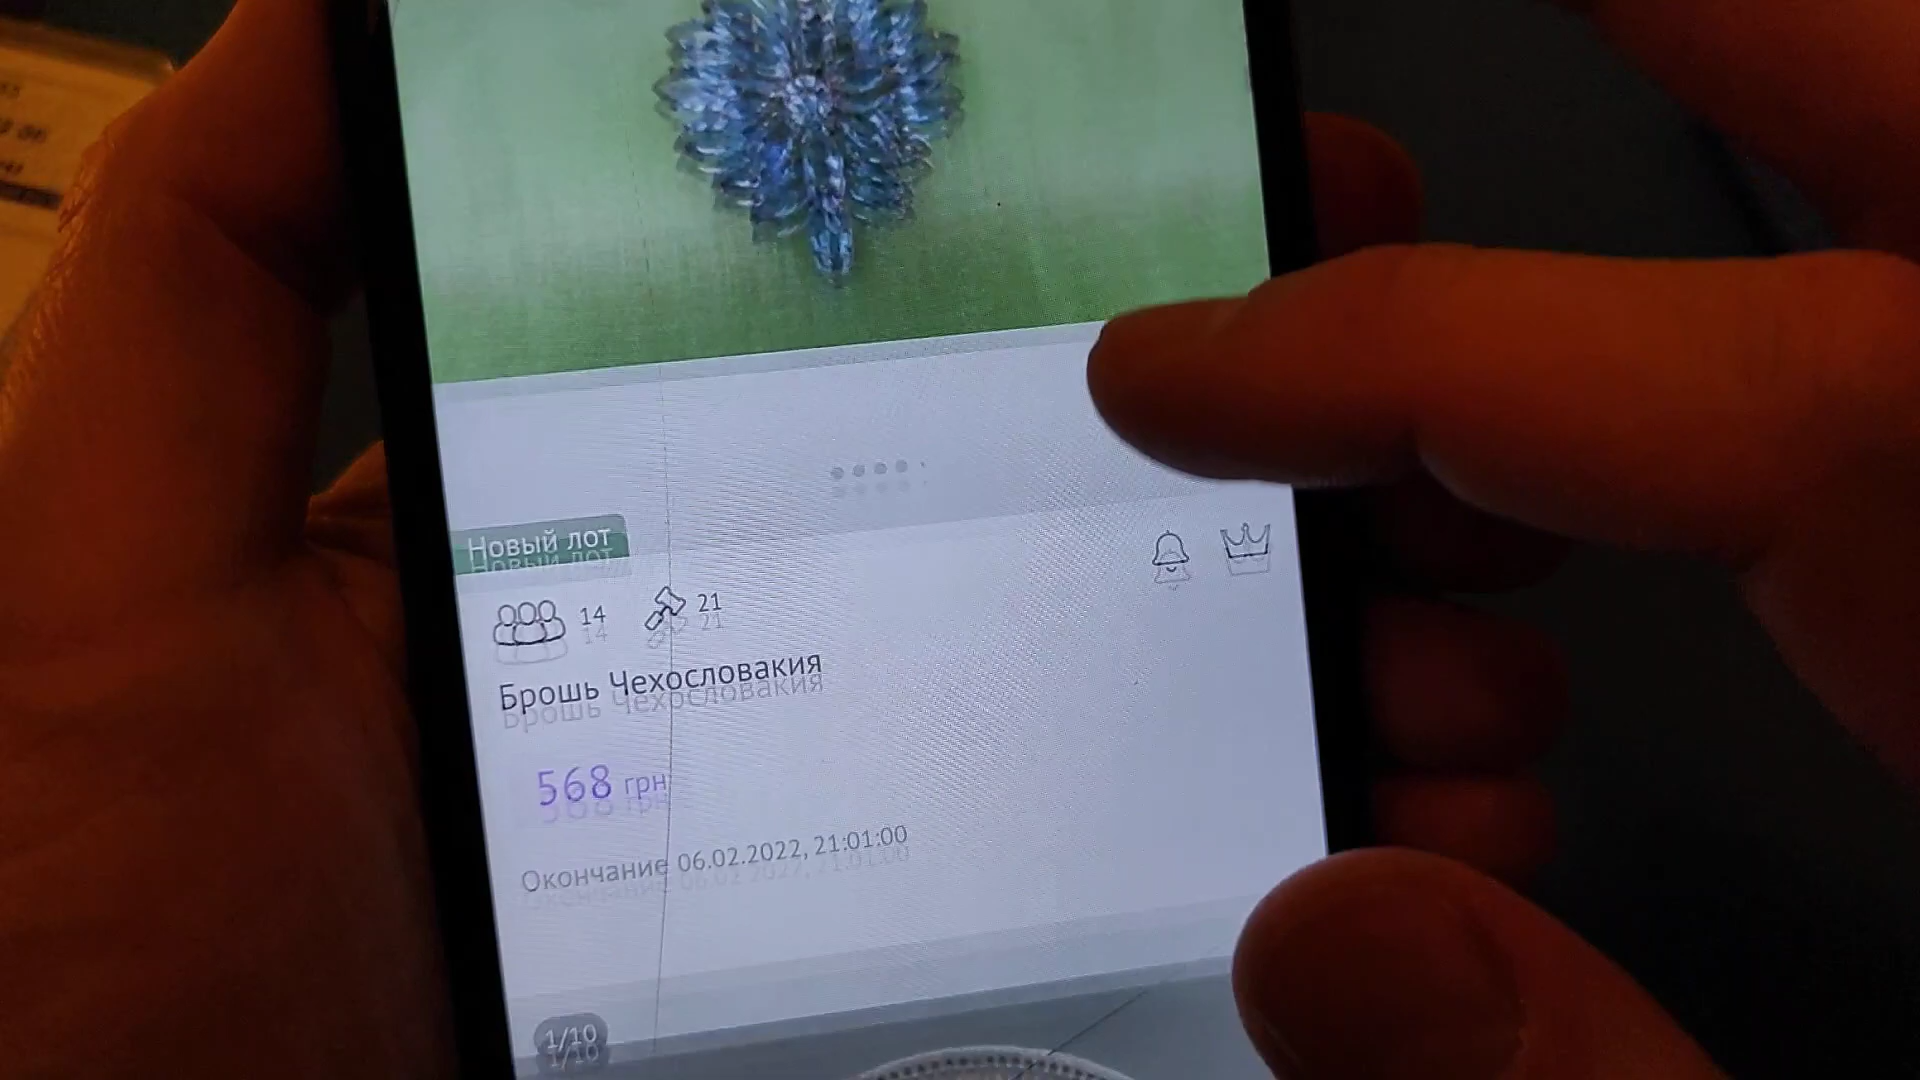 Новый лот
14
21
Брошь Чехословакия
568 грн
Окончание 06.02.2022, 21:01:00
1/10